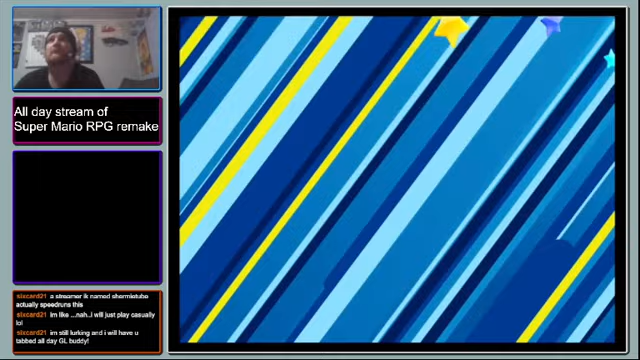 All day stream of
Super Mario RPG remake
sixcard21 a streamer ik named shermietube
actually speedruns this
sixcard21 Im like ...nah..i will just play casually
lol
sixcard21 im still lurking and i will have u
tabbed all day GL buddy!